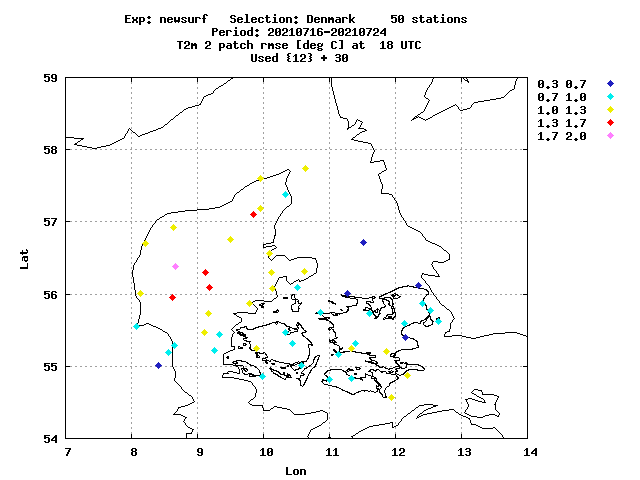 Exp: newsurf   Selection: Denmark     50 stations
Period: 20210716-20210724
T2m 2 patch rmse [deg C] at  18 UTC
Used {12} + 30
0.3 0.7
0.7 1.0
1.0 1.3
1.3 1.7
1.7 2.0
59
58
57
56
55
54
Lat
7 8 9 10 11 12 13 14
Lon